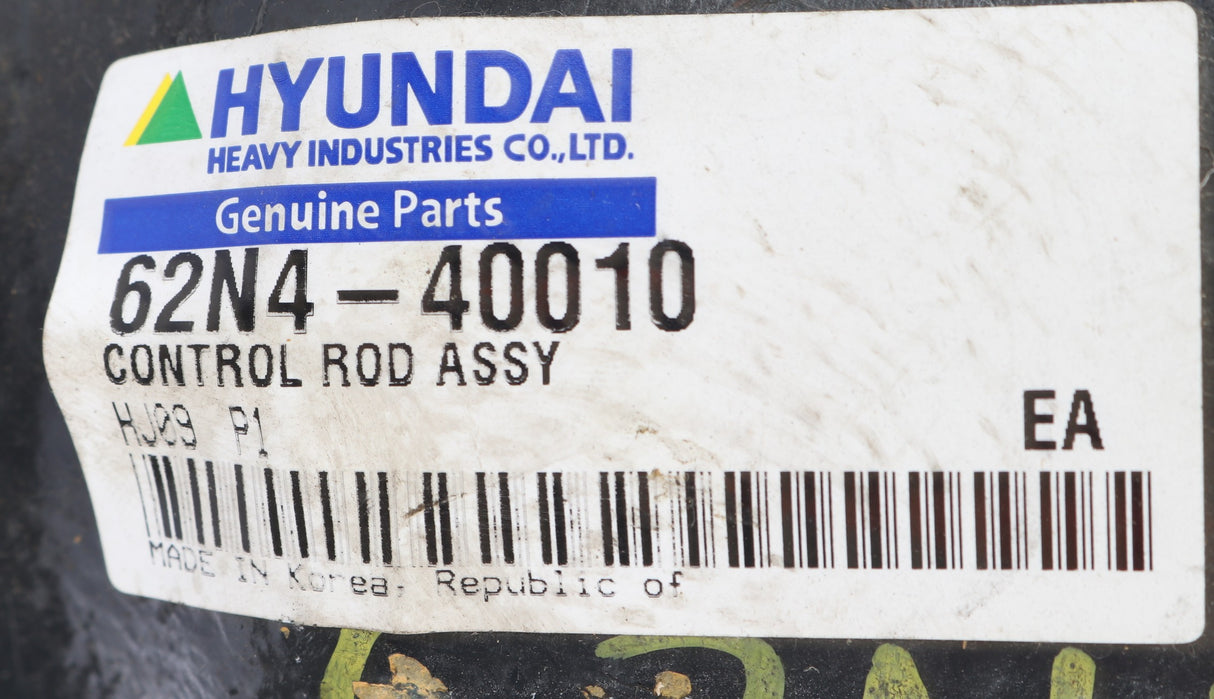 HYUNDAI
HEAVY INDUSTRIES CO.,LTD.
Genuine Parts
62N4-40010
CONTROL ROD ASSY
HJ09 P1
EA
MADE IN Korea, Republic of